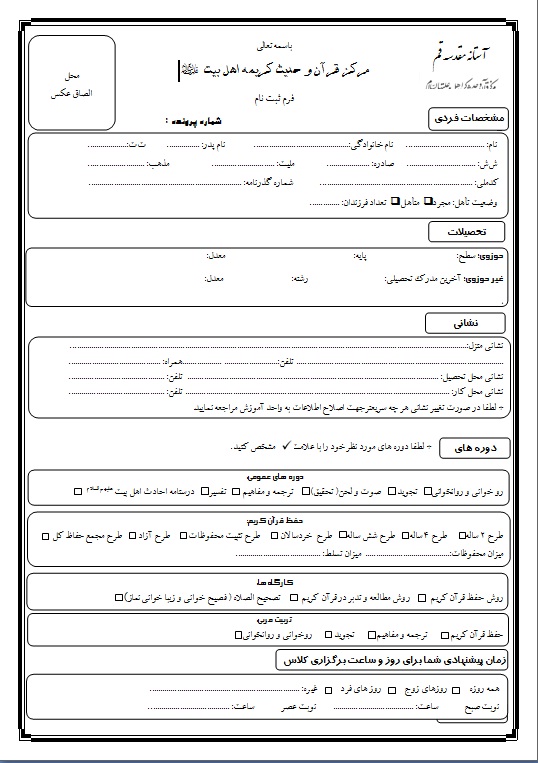 باسمه تعالی
آستانه مقدسه قم
مرکز قرآن و حدیث کریمه اهل بیت
محل
الصاق عکس
فرم ثبت نام
شماره پرونده :
مشخصات فردی
نام: .......... نام خانوادگی:.......... نام پدر: .......... ت‌ت:..........
ش‌ش: .......... صادره: .......... ملیت: .......... مذهب: ..........
کدملی: .......... شماره گذرنامه: ..........
وضعیت تأهل: مجرد❑ متأهل❑ تعداد فرزندان: ..........
تحصیلات
حوزوی: سطح: پایه: معدل:
غیر حوزوی: آخرین مدرک تحصیلی: رشته: معدل:
.
نشانی
نشانی منزل:..........
.......... تلفن:.......... همراه: ..........
نشانی محل تحصیل: .......... تلفن: ..........
نشانی محل کار: .......... تلفن: ..........
÷ لطفا در صورت تغییر نشانی هر چه سریعتر جهت اصلاح اطلاعات به واحد آموزش مراجعه نمایید.
دوره های ÷ لطفا دوره های مورد نظر خود را با علامت ✓ مشخص کنید.
دوره های عمومی:
رو خوانی و روانخوانی□ تجوید□ صوت و لحن( تحقیق)□ ترجمه و مفاهیم □ تفسیر□ درسنامه احادث اهل بیت علیهم السلام □
حفظ قرآن کریم:
طرح ۲ ساله□ طرح ۴ ساله□ طرح شش ساله□ طرح خردسالان □ طرح تثبیت محفوظات□ طرح آزاد □ طرح مجمع حفاظ کل □
میزان محفوظات:.......... میزان تسلط: ..........
کارگاه ها:
روش حفظ قرآن کریم □ روش مطالعه و تدبر در قرآن کریم □ تصحیح الصلاه ( فصیح خوانی و زیبا خوانی نماز) □
تربیت مربی:
حفظ قرآن کریم □ ترجمه و مفاهیم□ تجوید □ روخوانی و روانخوانی□
زمان پیشنهادی شما برای روز و ساعت برگزاری کلاس
همه روزه □ روزهای زوج □ روز های فرد □ غیره: ..........
نوبت صبح ساعت: .......... نوبت عصر ساعت: ..........